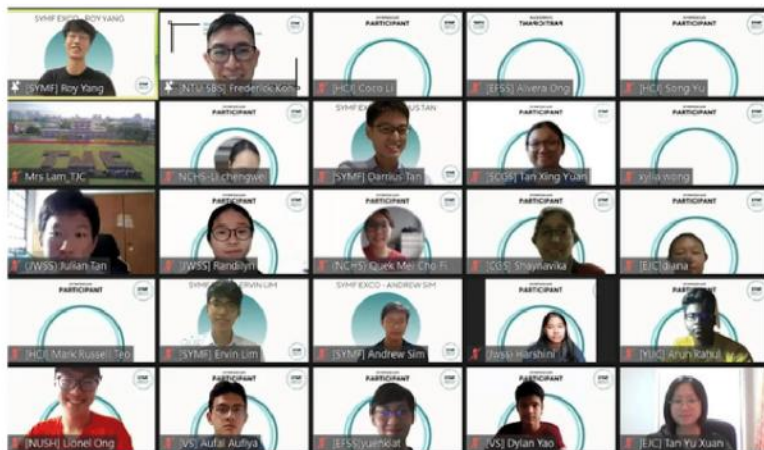 SYMF EXCO - ROY YANG
[SYMF] Roy Yang
[NTU SBS] Frederick Kong
PARTICIPANT
[HCI] Coco Li
PARTICIPANT
[EFSS] Alvera Ong
PARTICIPANT
[HCI] Song Yu
Mrs Lam_TJC
PARTICIPANT
NCHS-Li chengwei
SYMF EXCO
TAN
[SYMF] Darrius Tan
PARTICIPANT
[SCGS] Tan Xing Yuan
PARTICIPANT
xylia wong
(JWSS) Julian Tan
PARTICIPANT
[JWSS] Randilyn
PARTICIPANT
[NCHS] Quek Mei Cho Fi
PARTICIPANT
[CGS] Shaynavika
PARTICIPANT
[EJC] diana
PARTICIPANT
[HCI] Mark Russell Teo
ERVIN LIM
[SYMF] Ervin Lim
SYMF EXCO - ANDREW SIM
[SYMF] Andrew Sim
PARTICIPANT
(Jwss) Harshini
PARTICIPANT
[YIJC] Arun Rahul
PARTICIPANT
[NUSH] Lionel Ong
PARTICIPANT
[VS] Aufal Aufiya
PARTICIPANT
[EFSS]yuenkiat
PARTICIPANT
[VS] Dylan Yao
[EJC] Tan Yu Xuan